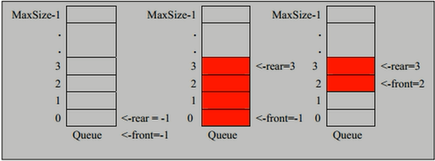 MaxSize-1
.
.
3
2
1
0
<-rear = -1
Queue
<-front=-1
MaxSize-1
.
.
3
<-rear=3
2
1
0
<-front=-1
Queue
MaxSize-1
.
.
3
<-rear=3
2
<-front=2
1
0
Queue